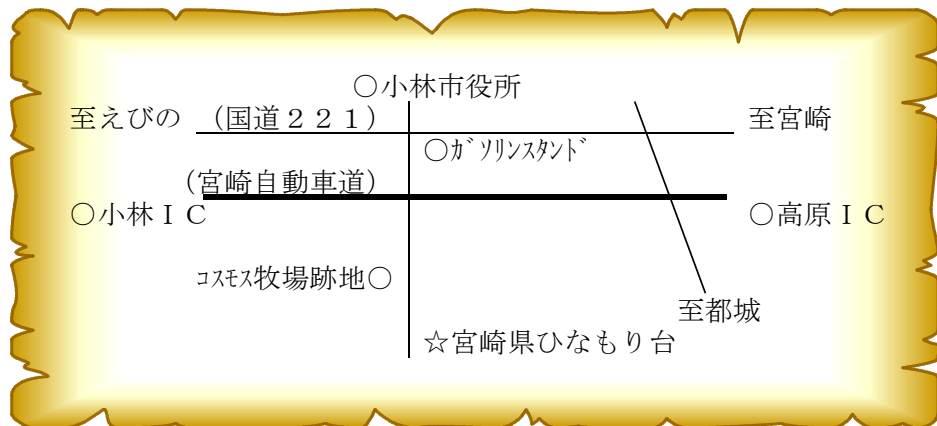 ○小林市役所
至えびの （国道２２１） 至宮崎
○ｶﾞｿﾘﾝｽﾀﾝﾄﾞ
（宮崎自動車道）
○小林ＩＣ ○高原ＩＣ
ｺｽﾓｽ牧場跡地○
至都城
☆宮崎県ひなもり台